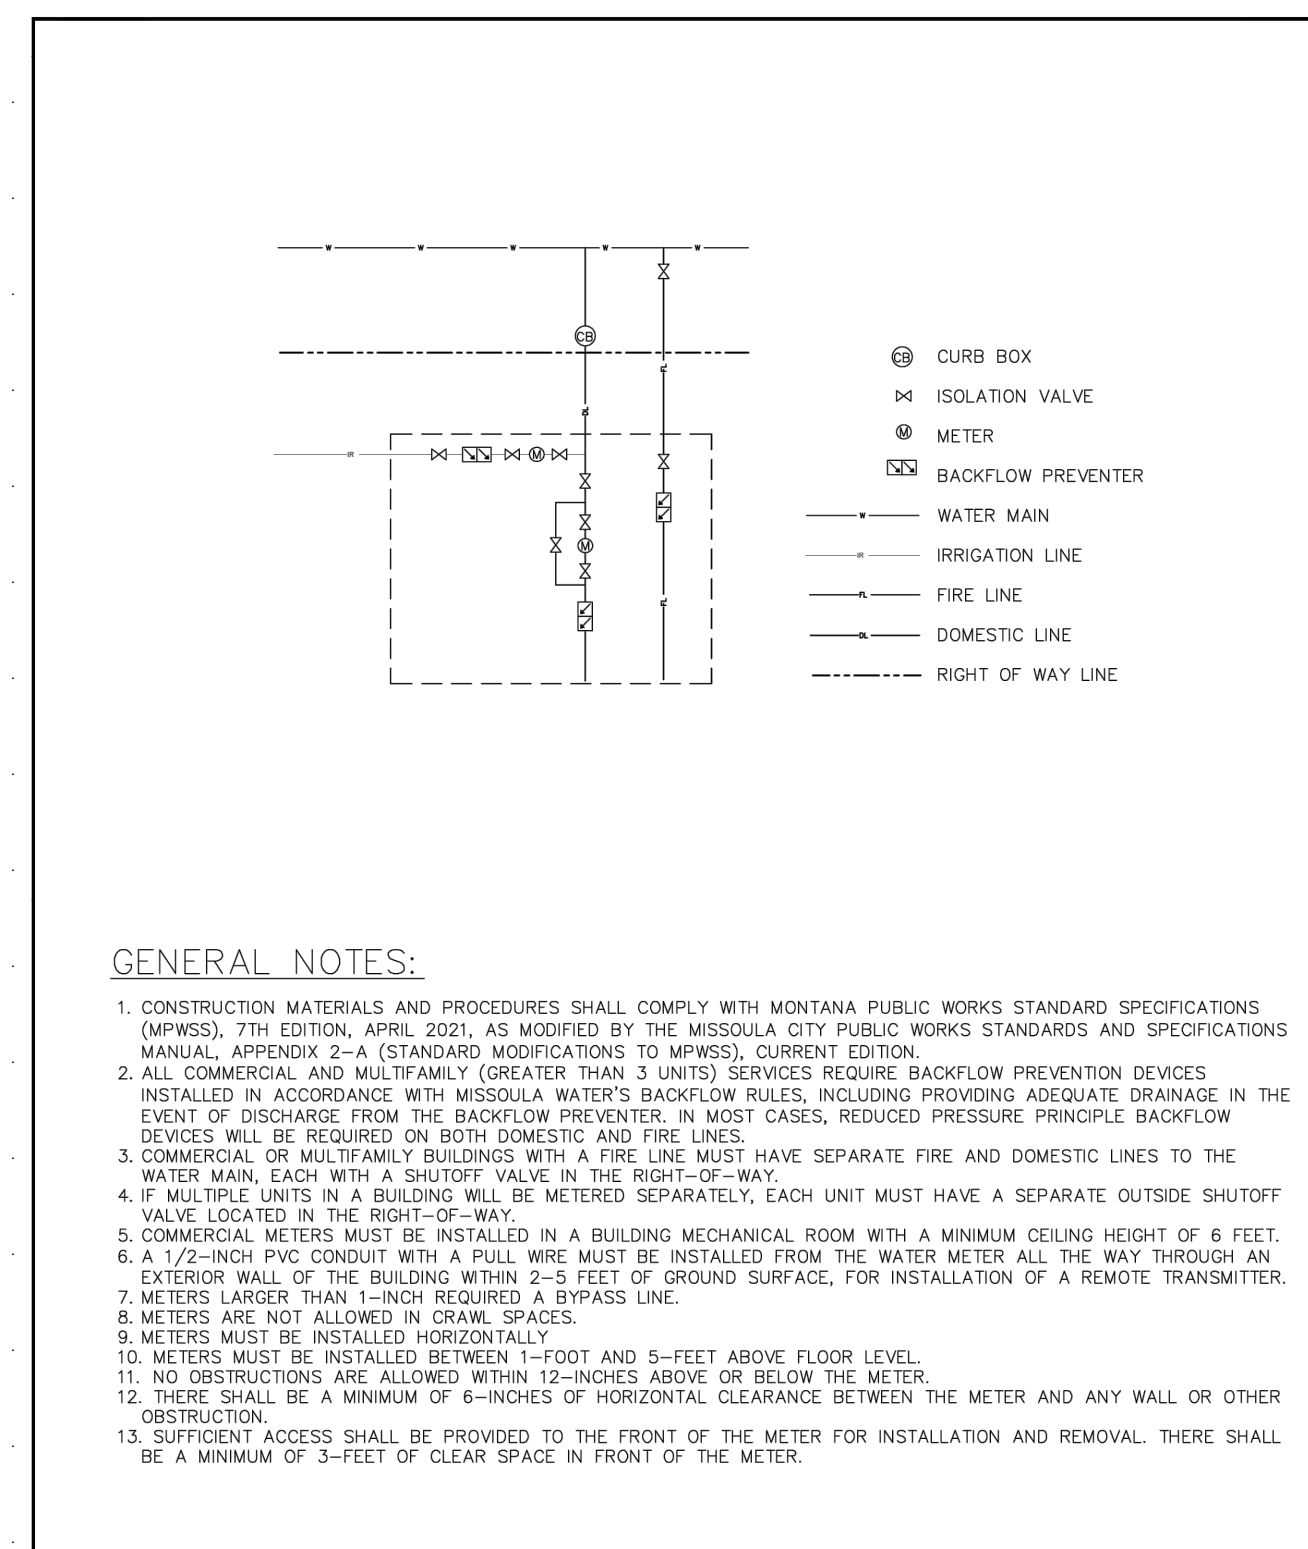 W W W W W
CB
FL
CB CURB BOX
ISOLATION VALVE
DL
M METER
IR M
BACKFLOW PREVENTER
W WATER MAIN
M
IR IRRIGATION LINE
FL FL FIRE LINE
DL DOMESTIC LINE
RIGHT OF WAY LINE
GENERAL NOTES:
1. CONSTRUCTION MATERIALS AND PROCEDURES SHALL COMPLY WITH MONTANA PUBLIC WORKS STANDARD SPECIFICATIONS
(MPWSS), 7TH EDITION, APRIL 2021, AS MODIFIED BY THE MISSOULA CITY PUBLIC WORKS STANDARDS AND SPECIFICATIONS
MANUAL, APPENDIX 2-A (STANDARD MODIFICATIONS TO MPWSS), CURRENT EDITION.
2. ALL COMMERCIAL AND MULTIFAMILY (GREATER THAN 3 UNITS) SERVICES REQUIRE BACKFLOW PREVENTION DEVICES
INSTALLED IN ACCORDANCE WITH MISSOULA WATER'S BACKFLOW RULES, INCLUDING PROVIDING ADEQUATE DRAINAGE IN THE
EVENT OF DISCHARGE FROM THE BACKFLOW PREVENTER. IN MOST CASES, REDUCED PRESSURE PRINCIPLE BACKFLOW
DEVICES WILL BE REQUIRED ON BOTH DOMESTIC AND FIRE LINES.
3. COMMERCIAL OR MULTIFAMILY BUILDINGS WITH A FIRE LINE MUST HAVE SEPARATE FIRE AND DOMESTIC LINES TO THE
WATER MAIN, EACH WITH A SHUTOFF VALVE IN THE RIGHT-OF-WAY.
4. IF MULTIPLE UNITS IN A BUILDING WILL BE METERED SEPARATELY, EACH UNIT MUST HAVE A SEPARATE OUTSIDE SHUTOFF
VALVE LOCATED IN THE RIGHT-OF-WAY.
5. COMMERCIAL METERS MUST BE INSTALLED IN A BUILDING MECHANICAL ROOM WITH A MINIMUM CEILING HEIGHT OF 6 FEET.
6. A 1/2-INCH PVC CONDUIT WITH A PULL WIRE MUST BE INSTALLED FROM THE WATER METER ALL THE WAY THROUGH AN
EXTERIOR WALL OF THE BUILDING WITHIN 2-5 FEET OF GROUND SURFACE, FOR INSTALLATION OF A REMOTE TRANSMITTER.
7. METERS LARGER THAN 1-INCH REQUIRED A BYPASS LINE.
8. METERS ARE NOT ALLOWED IN CRAWL SPACES.
9. METERS MUST BE INSTALLED HORIZONTALLY
10. METERS MUST BE INSTALLED BETWEEN 1-FOOT AND 5-FEET ABOVE FLOOR LEVEL.
11. NO OBSTRUCTIONS ARE ALLOWED WITHIN 12-INCHES ABOVE OR BELOW THE METER.
12. THERE SHALL BE A MINIMUM OF 6-INCHES OF HORIZONTAL CLEARANCE BETWEEN THE METER AND ANY WALL OR OTHER
OBSTRUCTION.
13. SUFFICIENT ACCESS SHALL BE PROVIDED TO THE FRONT OF THE METER FOR INSTALLATION AND REMOVAL. THERE SHALL
BE A MINIMUM OF 3-FEET OF CLEAR SPACE IN FRONT OF THE METER.